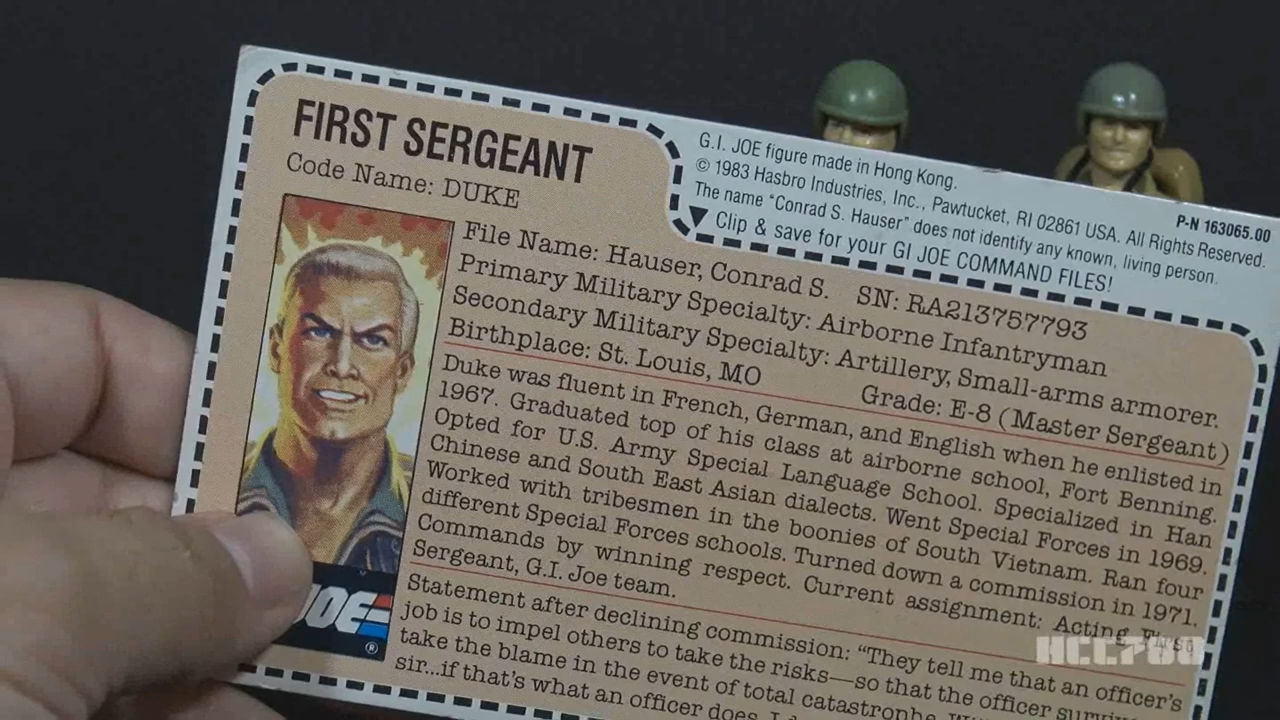 FIRST SERGEANT
Code Name: DUKE
G.I. JOE figure made in Hong Kong.
© 1983 Hasbro Industries, Inc., Pawtucket, RI 02861 USA. All Rights Reserved.
The name “Conrad S. Hauser” does not identify any known, living person.
Clip & save for your GI JOE COMMAND FILES!
P-N 163065.00
File Name: Hauser, Conrad S. SN: RA213757793
Primary Military Specialty: Airborne Infantryman
Secondary Military Specialty: Artillery, Small-arms armorer.
Birthplace: St. Louis, MO Grade: E-8 (Master Sergeant)
Duke was fluent in French, German, and English when he enlisted in
1967. Graduated top of his class at airborne school, Fort Benning.
Opted for U.S. Army Special Language School. Specialized in Han
Chinese and South East Asian dialects. Went Special Forces in 1969.
Worked with tribesmen in the boonies of South Vietnam. Ran four
different Special Forces schools. Turned down a commission in 1971.
Commands by winning respect. Current assignment: Acting First
Sergeant, G.I. Joe team.
Statement after declining commission: “They tell me that an officer’s
job is to impel others to take the risks—so that the officer
take the blame in the event of total catastrophe.
sir...if that’s what an officer does, I
JOE
®
HCC788